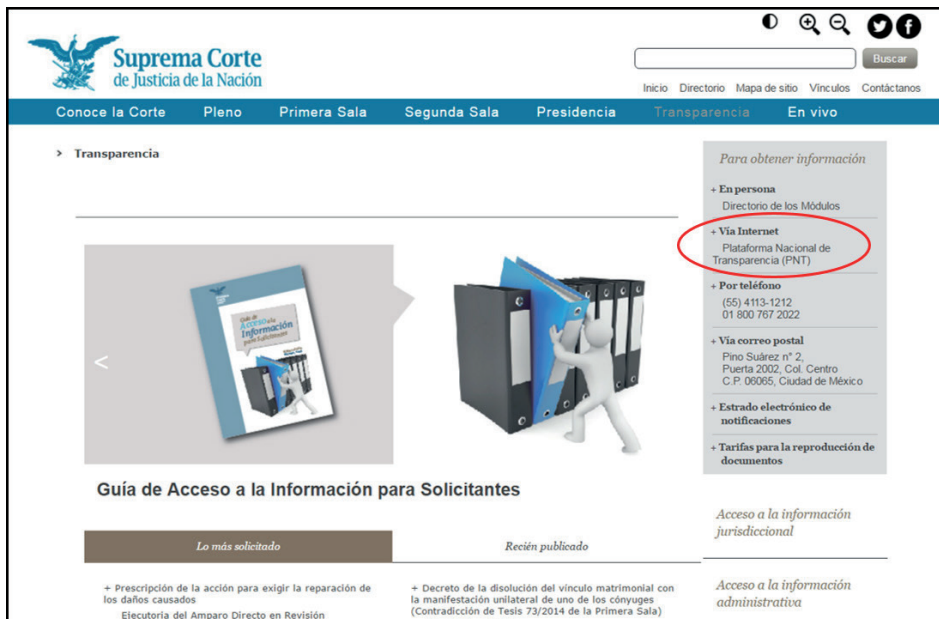 Suprema Corte
de Justicia de la Nación
Buscar
Inicio Directorio Mapa de sitio Vínculos Contáctanos
Conoce la Corte Pleno Primera Sala Segunda Sala Presidencia Transparencia En vivo
> Transparencia
Guía de
Acceso a la
Información
para Solicitantes
<
Guía de Acceso a la Información para Solicitantes
Lo más solicitado Recién publicado
+ Prescripción de la acción para exigir la reparación de
los daños causados
Ejecutoria del Amparo Directo en Revisión
+ Decreto de la disolución del vínculo matrimonial con
la manifestación unilateral de uno de los cónyuges
(Contradicción de Tesis 73/2014 de la Primera Sala)
Para obtener información
+ En persona
Directorio de los Módulos
+ Vía Internet
Plataforma Nacional de
Transparencia (PNT)
+ Por teléfono
(55) 4113-1212
01 800 767 2022
+ Vía correo postal
Pino Suárez n° 2,
Puerta 2002, Col. Centro
C.P. 06065, Ciudad de México
+ Estrado electrónico de
notificaciones
+ Tarifas para la reproducción de
documentos
Acceso a la información
jurisdiccional
Acceso a la información
administrativa